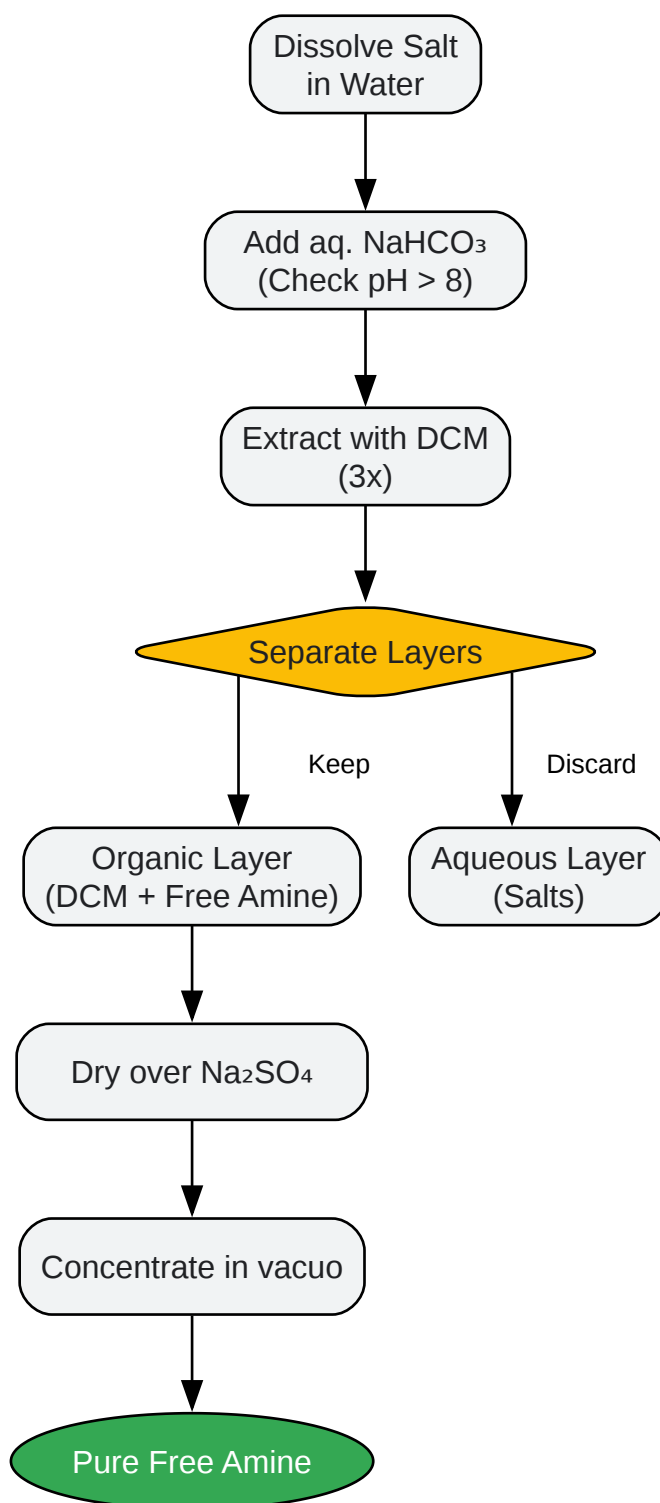 Dissolve Salt
in Water
Add aq. NaHCO₃
(Check pH > 8)
Extract with DCM
(3x)
Separate Layers
Keep
Discard
Organic Layer
(DCM + Free Amine)
Aqueous Layer
(Salts)
Dry over Na₂SO₄
Concentrate in vacuo
Pure Free Amine